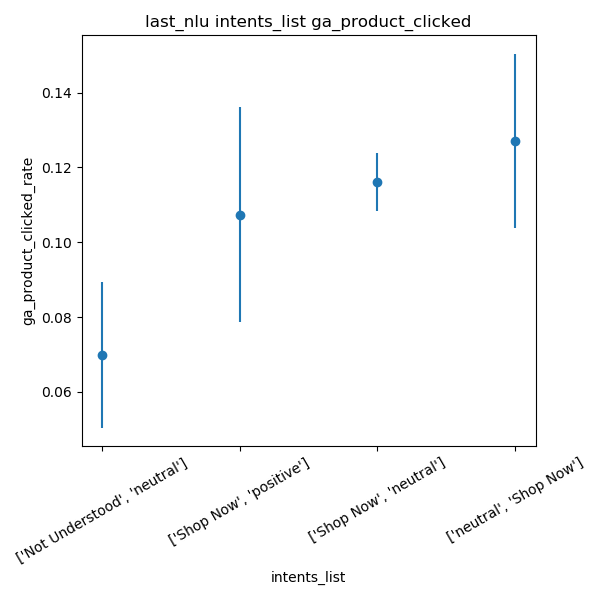 last_nlu intents_list ga_product_clicked
ga_product_clicked_rate
0.14
0.12
0.10
0.08
0.06
['Not Understood', 'neutral']
['Shop Now', 'positive']
['Shop Now', 'neutral']
['neutral', 'Shop Now']
intents_list